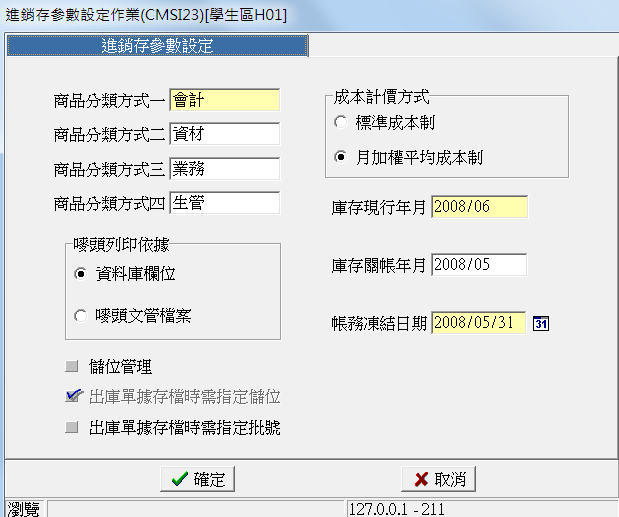 進銷存參數設定作業(CMSI23)[學生區H01]
進銷存參數設定
商品分類方式一 會計
商品分類方式二 資材
商品分類方式三 業務
商品分類方式四 生管
嘜頭列印依據
資料庫欄位
嘜頭文管檔案
儲位管理
出庫單據存檔時需指定儲位
出庫單據存檔時需指定批號
成本計價方式
標準成本制
月加權平均成本制
庫存現行年月 2008/06
庫存關帳年月 2008/05
帳務凍結日期 2008/05/31 31
確定 取消
瀏覽 127.0.0.1 - 211